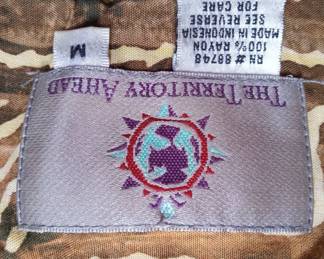 M
RN# 88748
100% RAYON
MADE IN INDONESIA
SEE REVERSE
FOR CARE
THE TERRITORY AHEAD